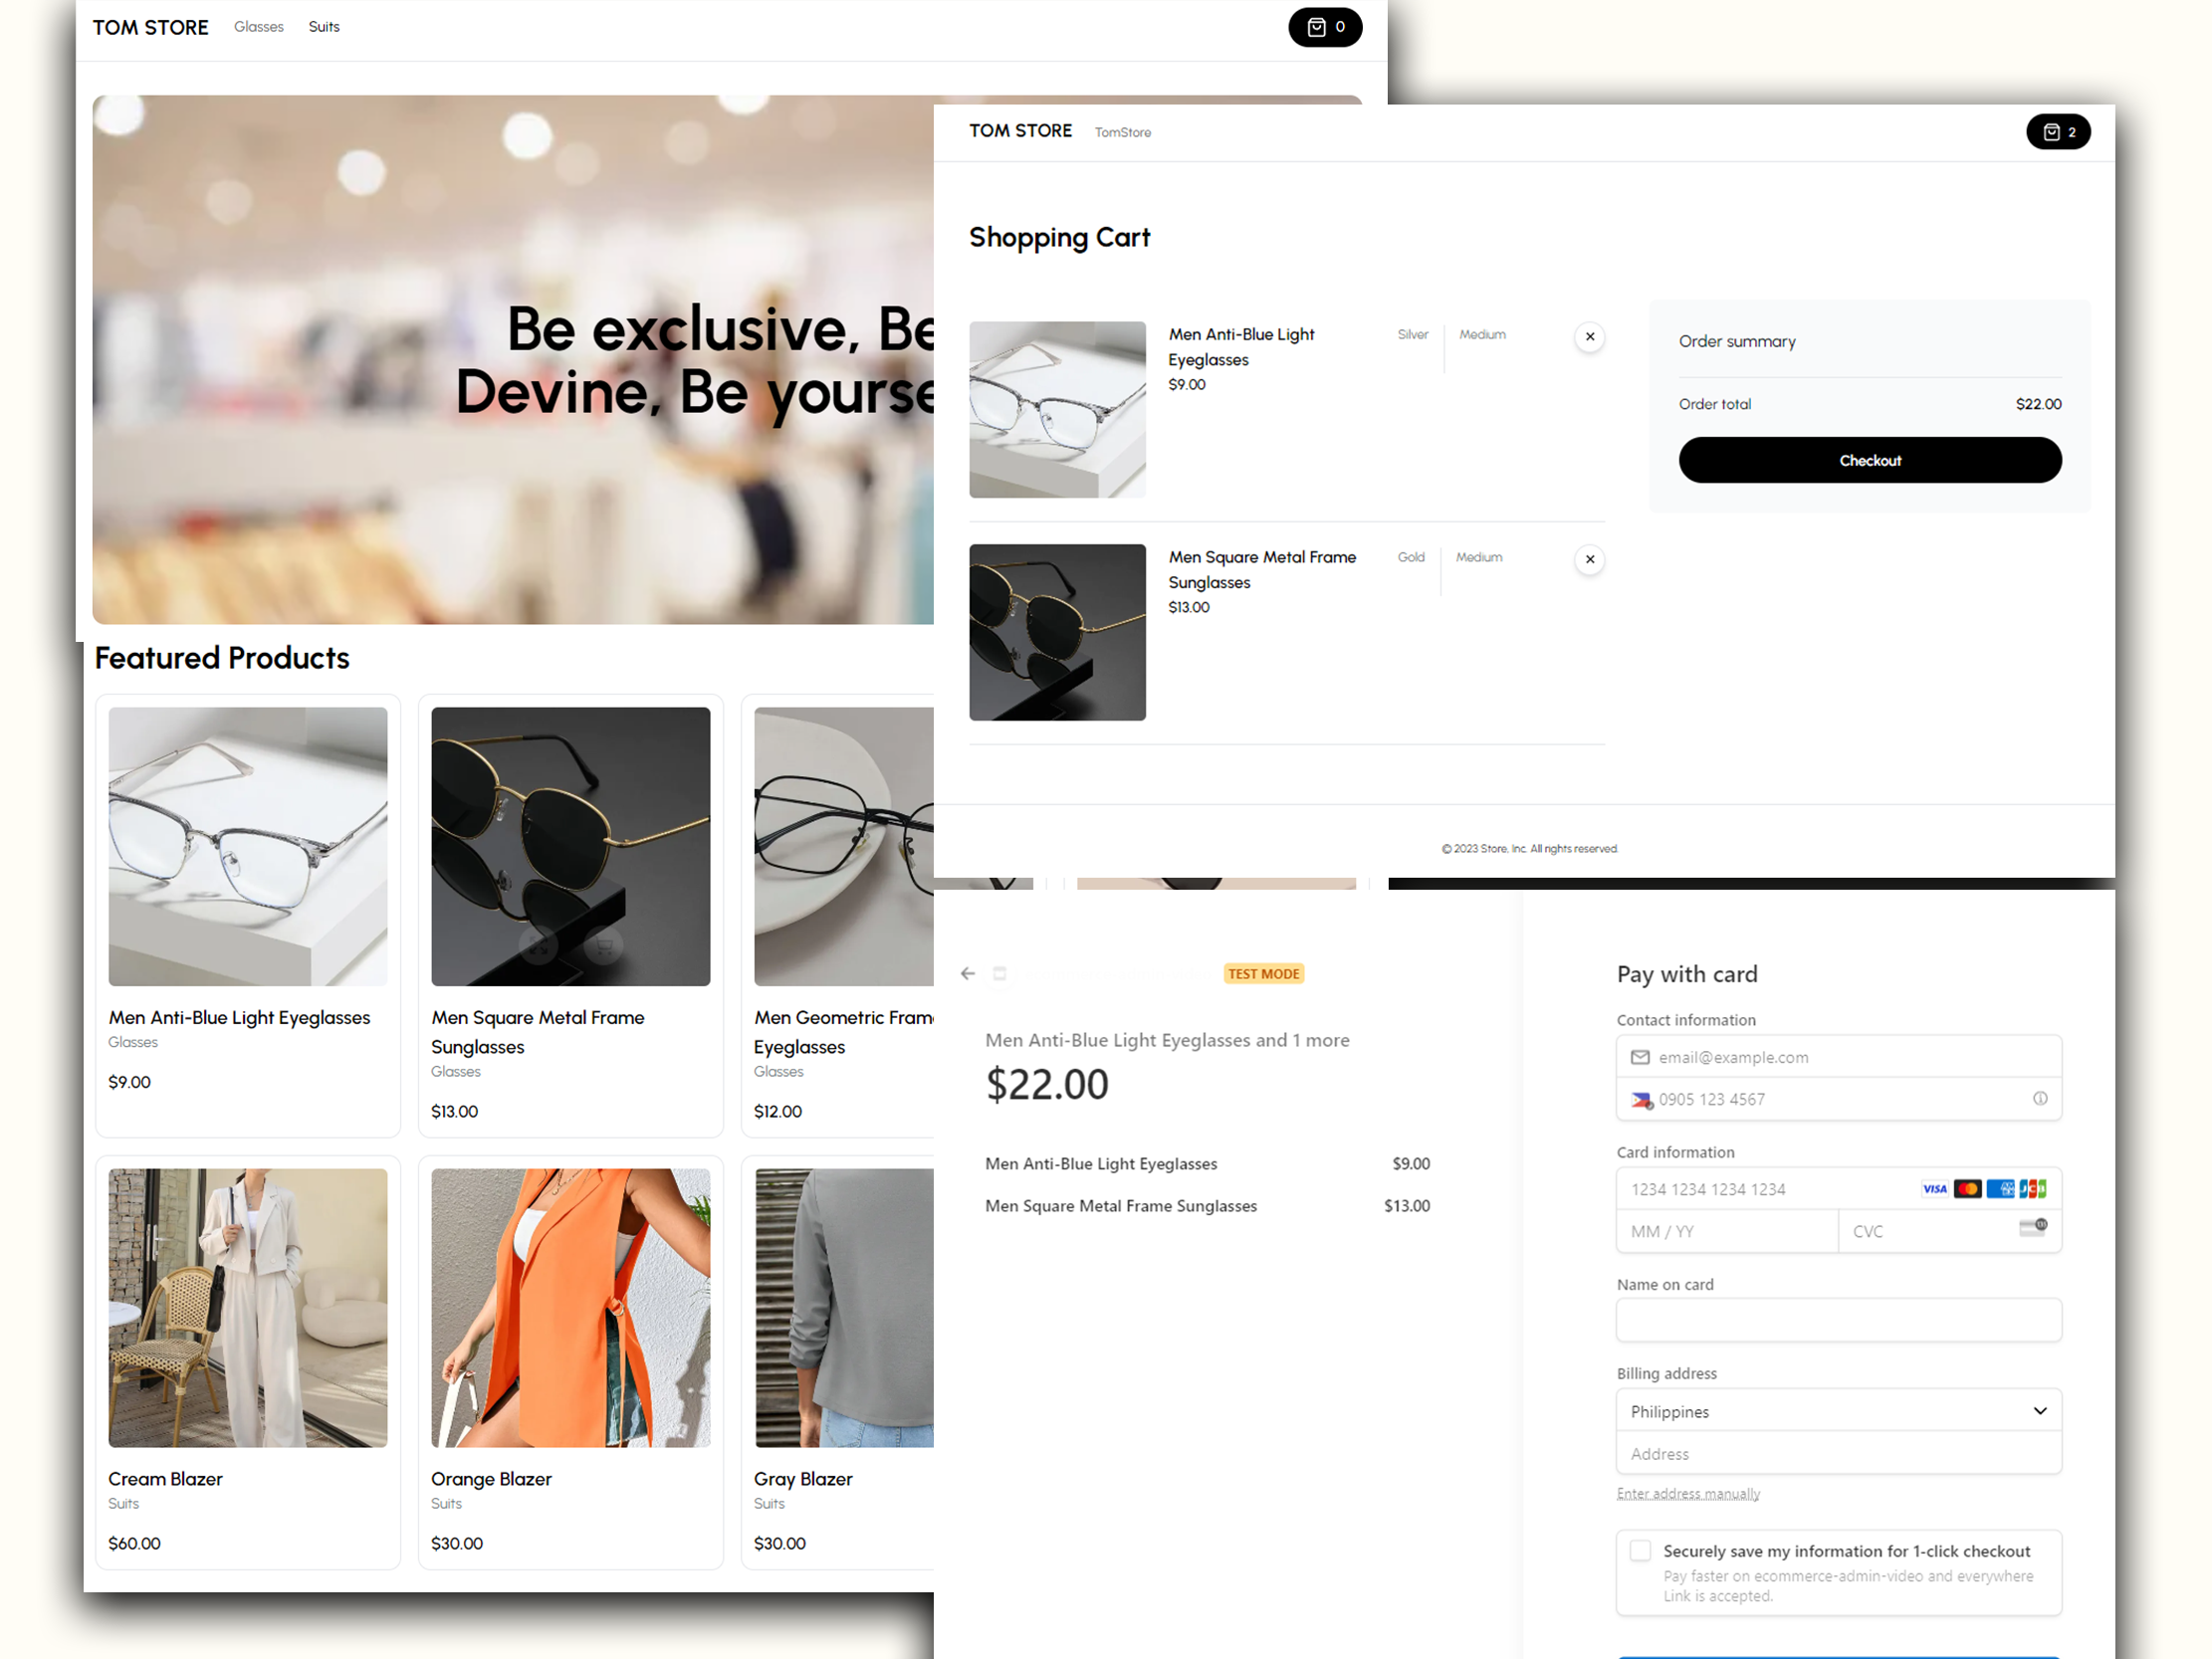 TOM STORE
Glasses
Suits
0
Be exclusive, Be
Devine, Be yourse
Featured Products
Men Anti-Blue Light Eyeglasses
Glasses
$9.00
Men Square Metal Frame
Sunglasses
Glasses
$13.00
Men Geometric Frame
Eyeglasses
Glasses
$12.00
Cream Blazer
Suits
$60.00
Orange Blazer
Suits
$30.00
Gray Blazer
Suits
$30.00
TOM STORE
TomStore
2
Shopping Cart
Men Anti-Blue Light
Eyeglasses
$9.00
Silver
Medium
Men Square Metal Frame
Sunglasses
$13.00
Gold
Medium
Order summary
Order total
$22.00
Checkout
© 2023 Store, Inc. All rights reserved.
TEST MODE
Men Anti-Blue Light Eyeglasses and 1 more
$22.00
Men Anti-Blue Light Eyeglasses
$9.00
Men Square Metal Frame Sunglasses
$13.00
Pay with card
Contact information
email@example.com
0905 123 4567
Card information
1234 1234 1234 1234
VISA
MM / YY
CVC
Name on card
Billing address
Philippines
Address
Enter address manually
Securely save my information for 1-click checkout
Pay faster on ecommerce-admin-video and everywhere
Link is accepted.